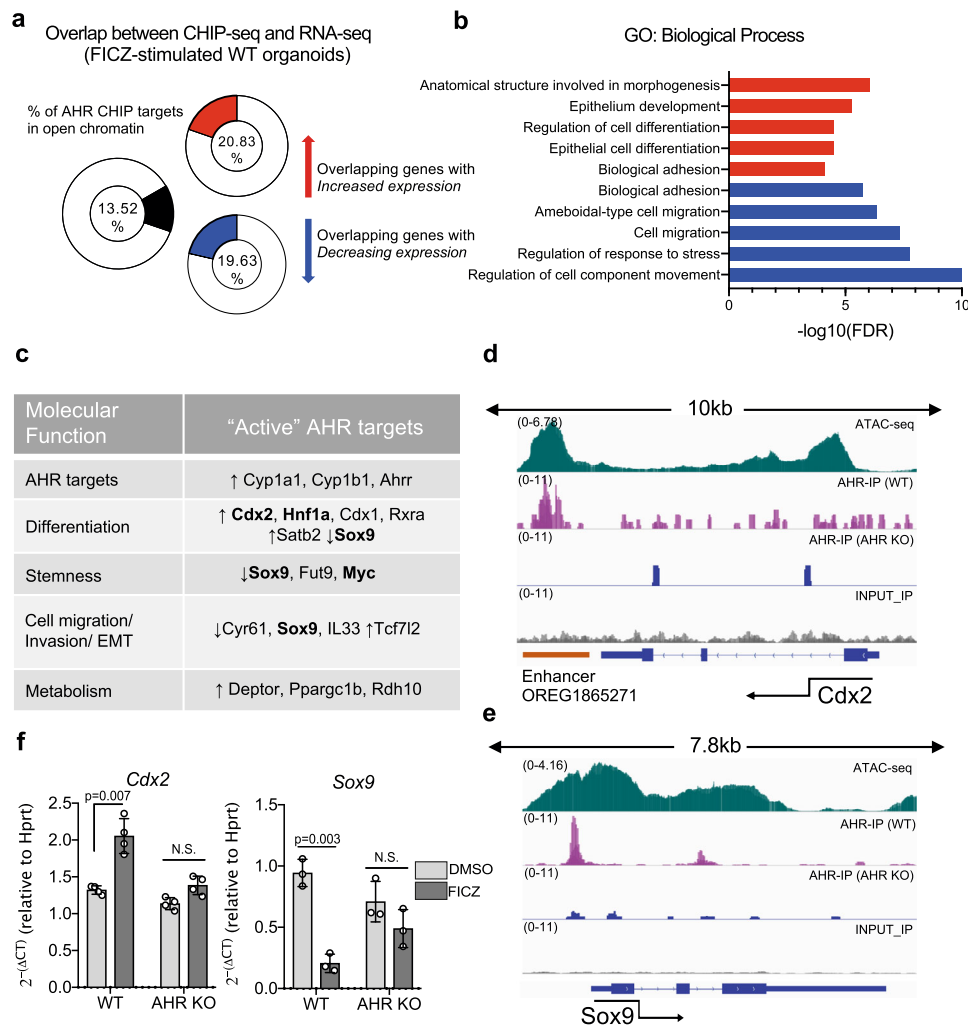 a
Overlap between CHIP-seq and RNA-seq
(FICZ-stimulated WT organoids)
% of AHR CHIP targets
in open chromatin
13.52
%
20.83
%
19.63
%
Overlapping genes with
Increased expression
Overlapping genes with
Decreasing expression
b
GO: Biological Process
Anatomical structure involved in morphogenesis
Epithelium development
Regulation of cell differentiation
Epithelial cell differentiation
Biological adhesion
Biological adhesion
Ameboidal-type cell migration
Cell migration
Regulation of response to stress
Regulation of cell component movement
0 5 10
-log10(FDR)
c
Molecular
Function
“Active” AHR targets
AHR targets
↑ Cyp1a1, Cyp1b1, Ahrr
Differentiation
↑ Cdx2, Hnf1a, Cdx1, Rxra
↑Satb2 ↓Sox9
Stemness
↓Sox9, Fut9, Myc
Cell migration/
Invasion/ EMT
↓Cyr61, Sox9, IL33 ↑Tcf7l2
Metabolism
↑ Deptor, Ppargc1b, Rdh10
d
10kb
(0-6.78)
ATAC-seq
(0-11)
AHR-IP (WT)
(0-11)
AHR-IP (AHR KO)
(0-11)
INPUT_IP
Enhancer
OREG1865271
Cdx2
e
7.8kb
(0-4.16)
ATAC-seq
(0-11)
AHR-IP (WT)
(0-11)
AHR-IP (AHR KO)
(0-11)
INPUT_IP
Sox9
f
Cdx2
2^-(ΔCT) (relative to Hprt)
2.5
2.0
1.5
1.0
0.5
0.0
p=0.007
N.S.
WT AHR KO
Sox9
2^-(ΔCT) (relative to Hprt)
1.5
1.0
0.5
0.0
p=0.003
N.S.
WT AHR KO
DMSO
FICZ